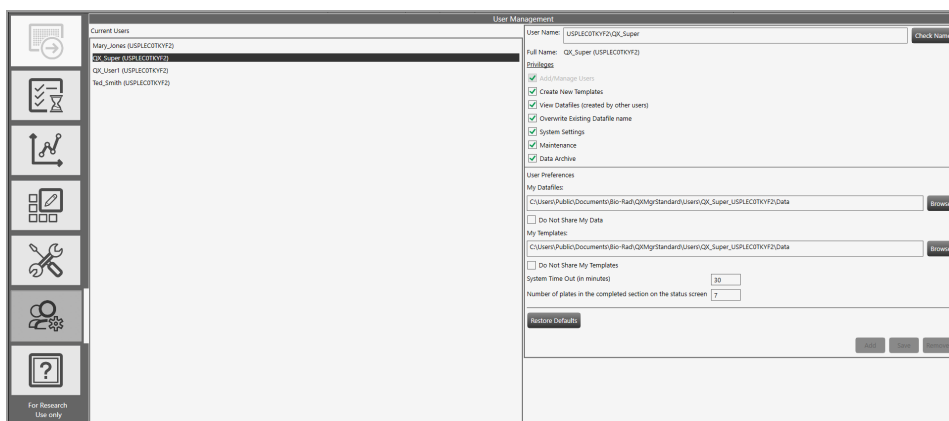 User Management
Current Users
Mary_Jones (USPLEC0TKYF2)
QX_Super (USPLEC0TKYF2)
QX_User1 (USPLEC0TKYF2)
Ted_Smith (USPLEC0TKYF2)
User Name: USPLEC0TKYF2\QX_Super Check Name
Full Name: QX_Super (USPLEC0TKYF2)
Privileges
Add/Manage Users
Create New Templates
View Datafiles (created by other users)
Overwrite Existing Datafile name
System Settings
Maintenance
Data Archive
User Preferences
My Datafiles:
C:\Users\Public\Documents\Bio-Rad\QXMgrStandard\Users\QX_Super_USPLEC0TKYF2\Data Browse
Do Not Share My Data
My Templates:
C:\Users\Public\Documents\Bio-Rad\QXMgrStandard\Users\QX_Super_USPLEC0TKYF2\Data Browse
Do Not Share My Templates
System Time Out (in minutes) 30
Number of plates in the completed section on the status screen 7
Restore Defaults
Add Save Remove
For Research
Use only